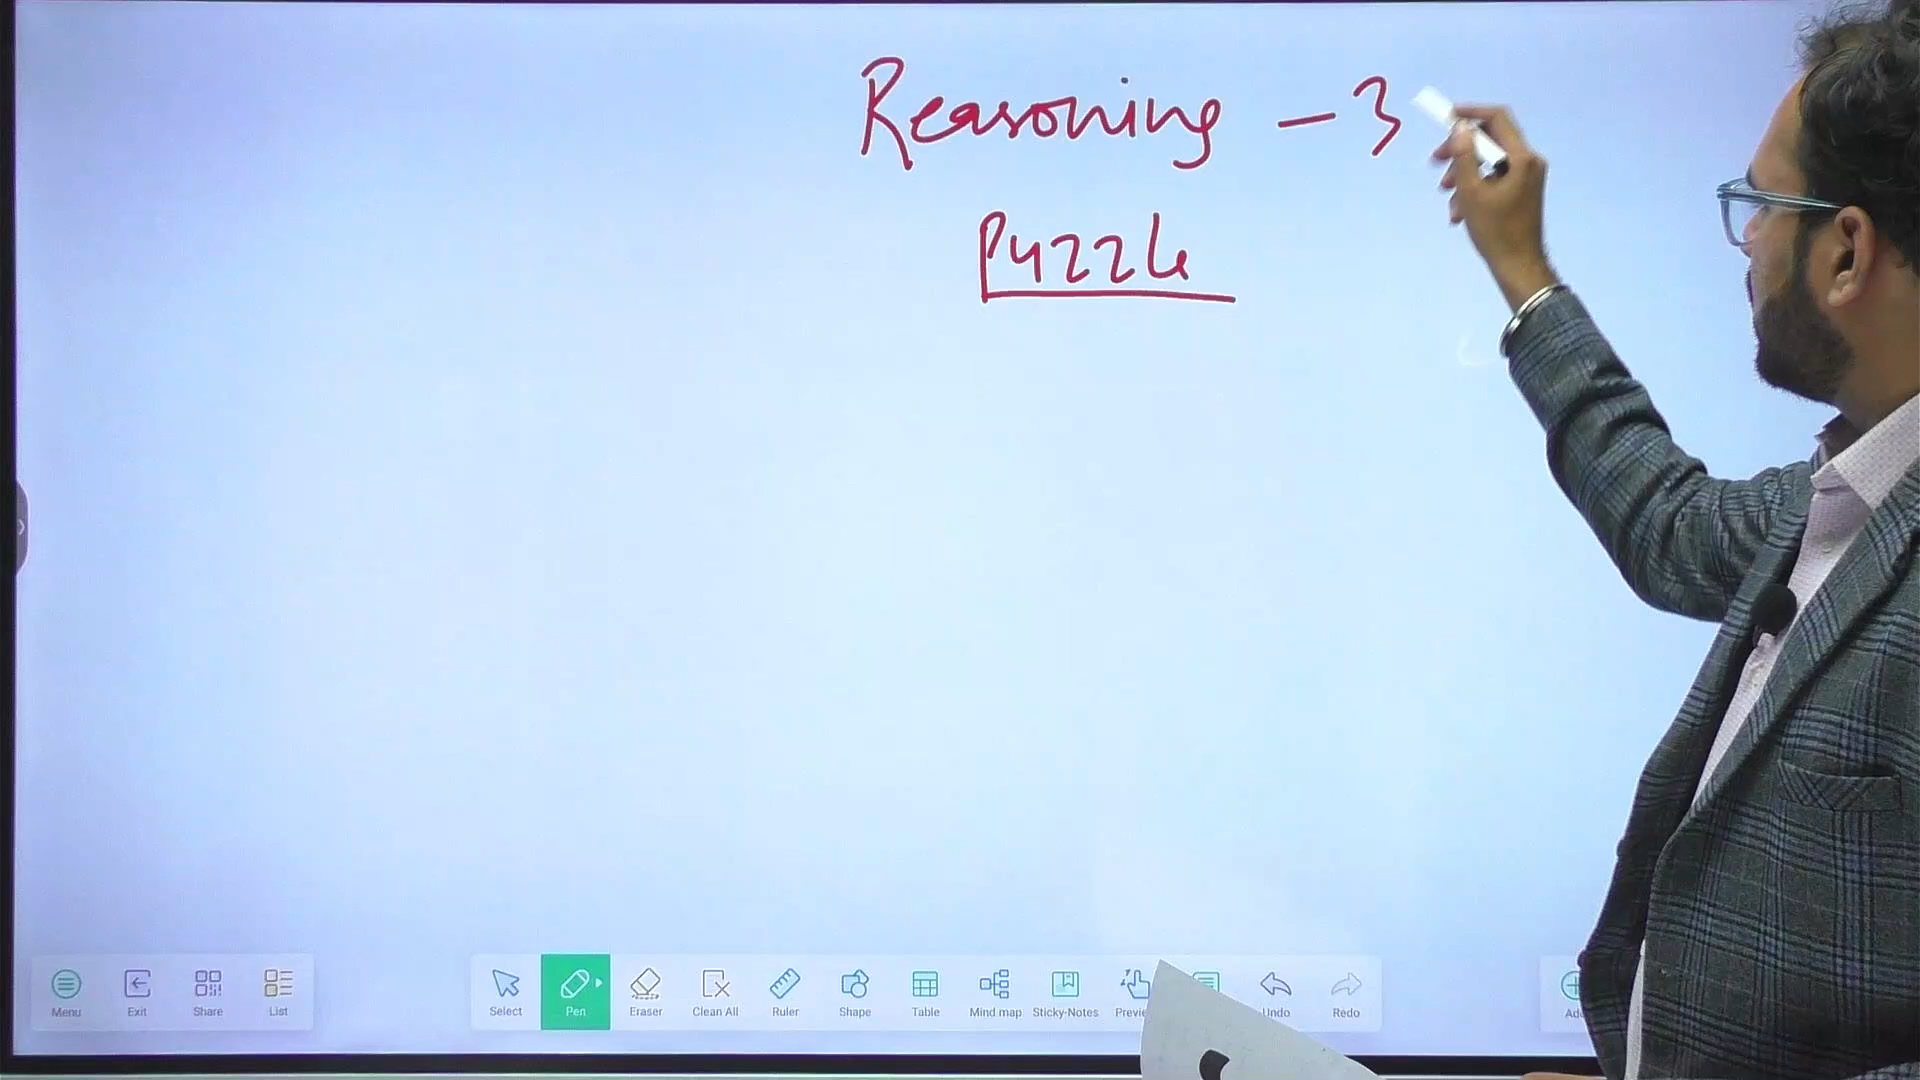 Reasoning - 3
Puzzle
Menu
Exit
Share
List
Select
Pen
Eraser
Clean All
Ruler
Shape
Table
Mind map
Sticky-Notes
Undo
Redo